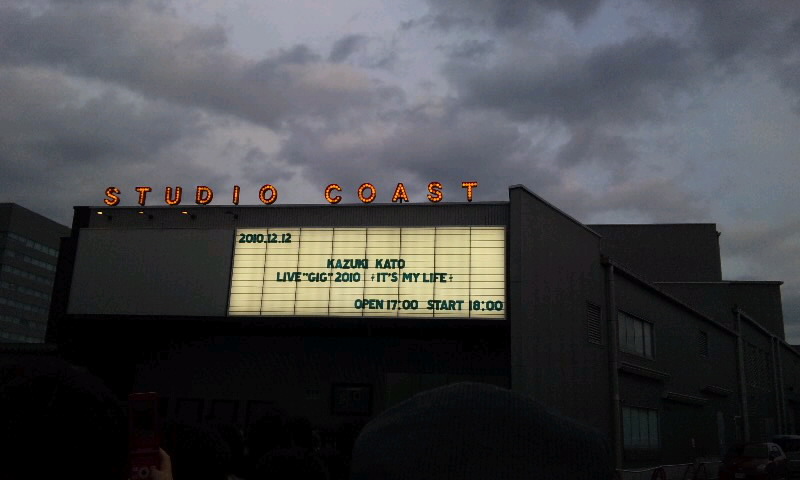 STUDIO COAST
2010.12.12
KAZUKI KATO
LIVE "GIG" 2010 +IT'S MY LIFE+
OPEN 17:00 START 18:00